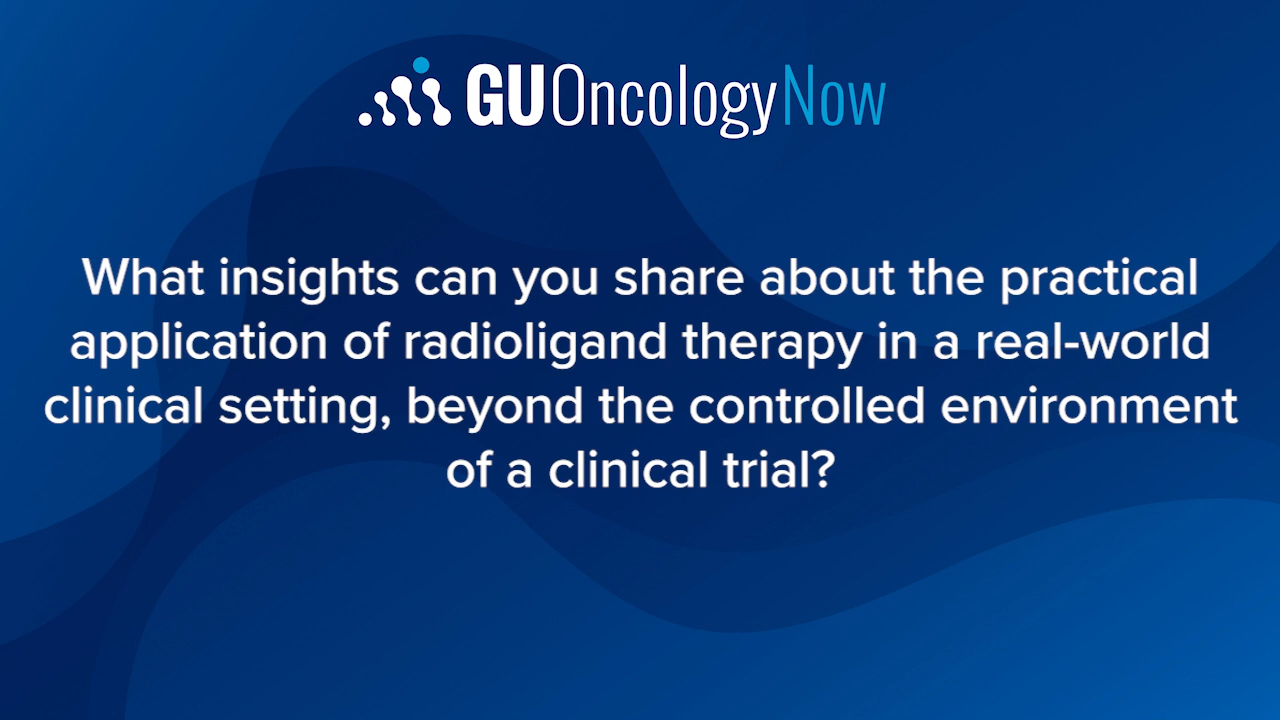 GUOncologyNow
What insights can you share about the practical
application of radioligand therapy in a real-world
clinical setting, beyond the controlled environment
of a clinical trial?